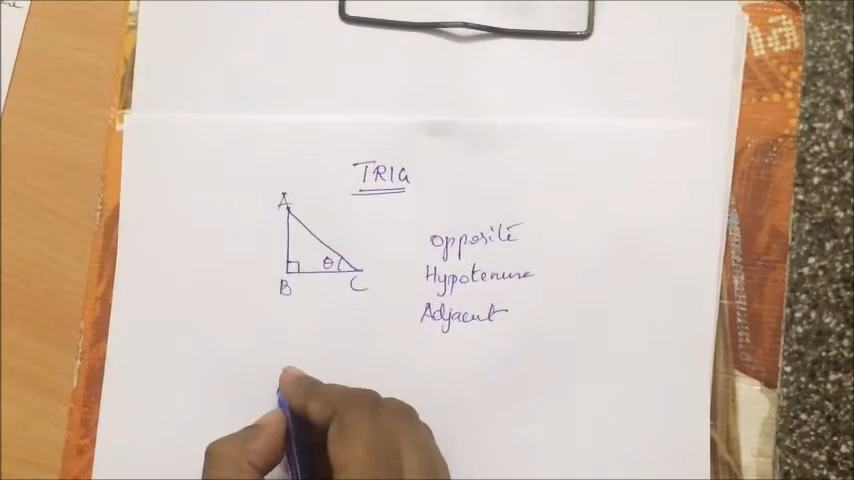 TRIG
A
θ
B C
Opposite
Hypotenuse
Adjacent